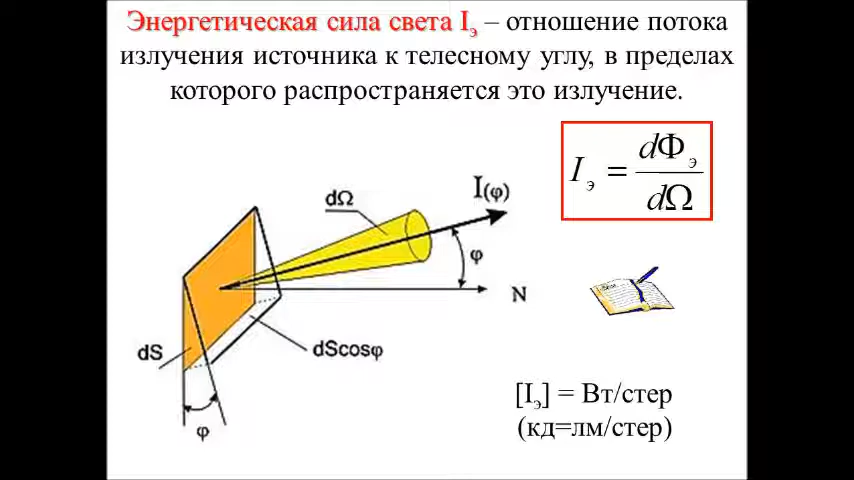 Энергетическая сила света Iэ – отношение потока
излучения источника к телесному углу, в пределах
которого распространяется это излучение.
Iэ = dФэ / dΩ
I(φ)
dΩ
φ
N
dS
dScosφ
φ
[Iэ] = Вт/стер
(кд=лм/стер)